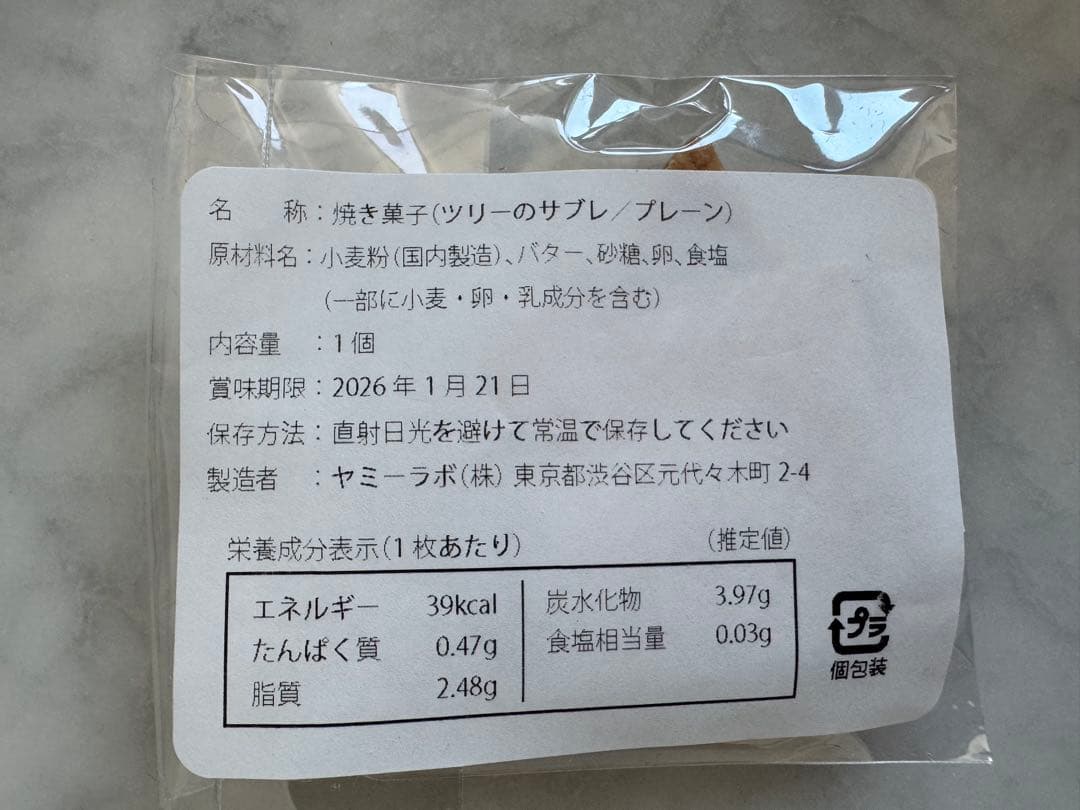 名　　称：焼き菓子(ツリーのサブレ／プレーン)
原材料名：小麦粉(国内製造)、バター、砂糖、卵、食塩
(一部に小麦・卵・乳成分を含む)
内容量　：1個
賞味期限：2026年1月21日
保存方法：直射日光を避けて常温で保存してください
製造者　：ヤミーラボ(株) 東京都渋谷区元代々木町2-4
栄養成分表示(1枚あたり)　(推定値)
エネルギー　39kcal
たんぱく質　0.47g
脂質　2.48g
炭水化物　3.97g
食塩相当量　0.03g
プラ
個包装